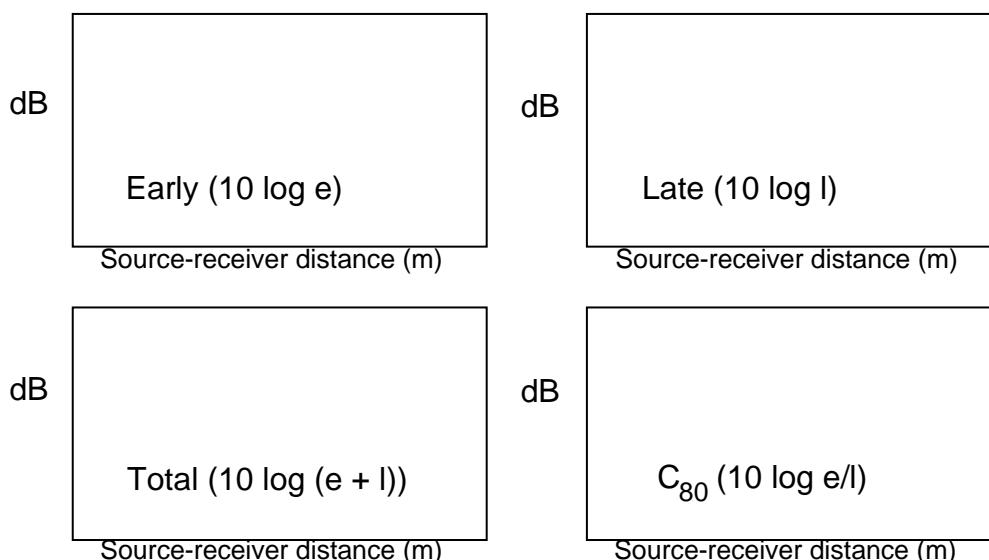 dB
Early (10 log e)
Source-receiver distance (m)
dB
Late (10 log l)
Source-receiver distance (m)
dB
Total (10 log (e + l))
Source-receiver distance (m)
dB
C80 (10 log e/l)
Source-receiver distance (m)